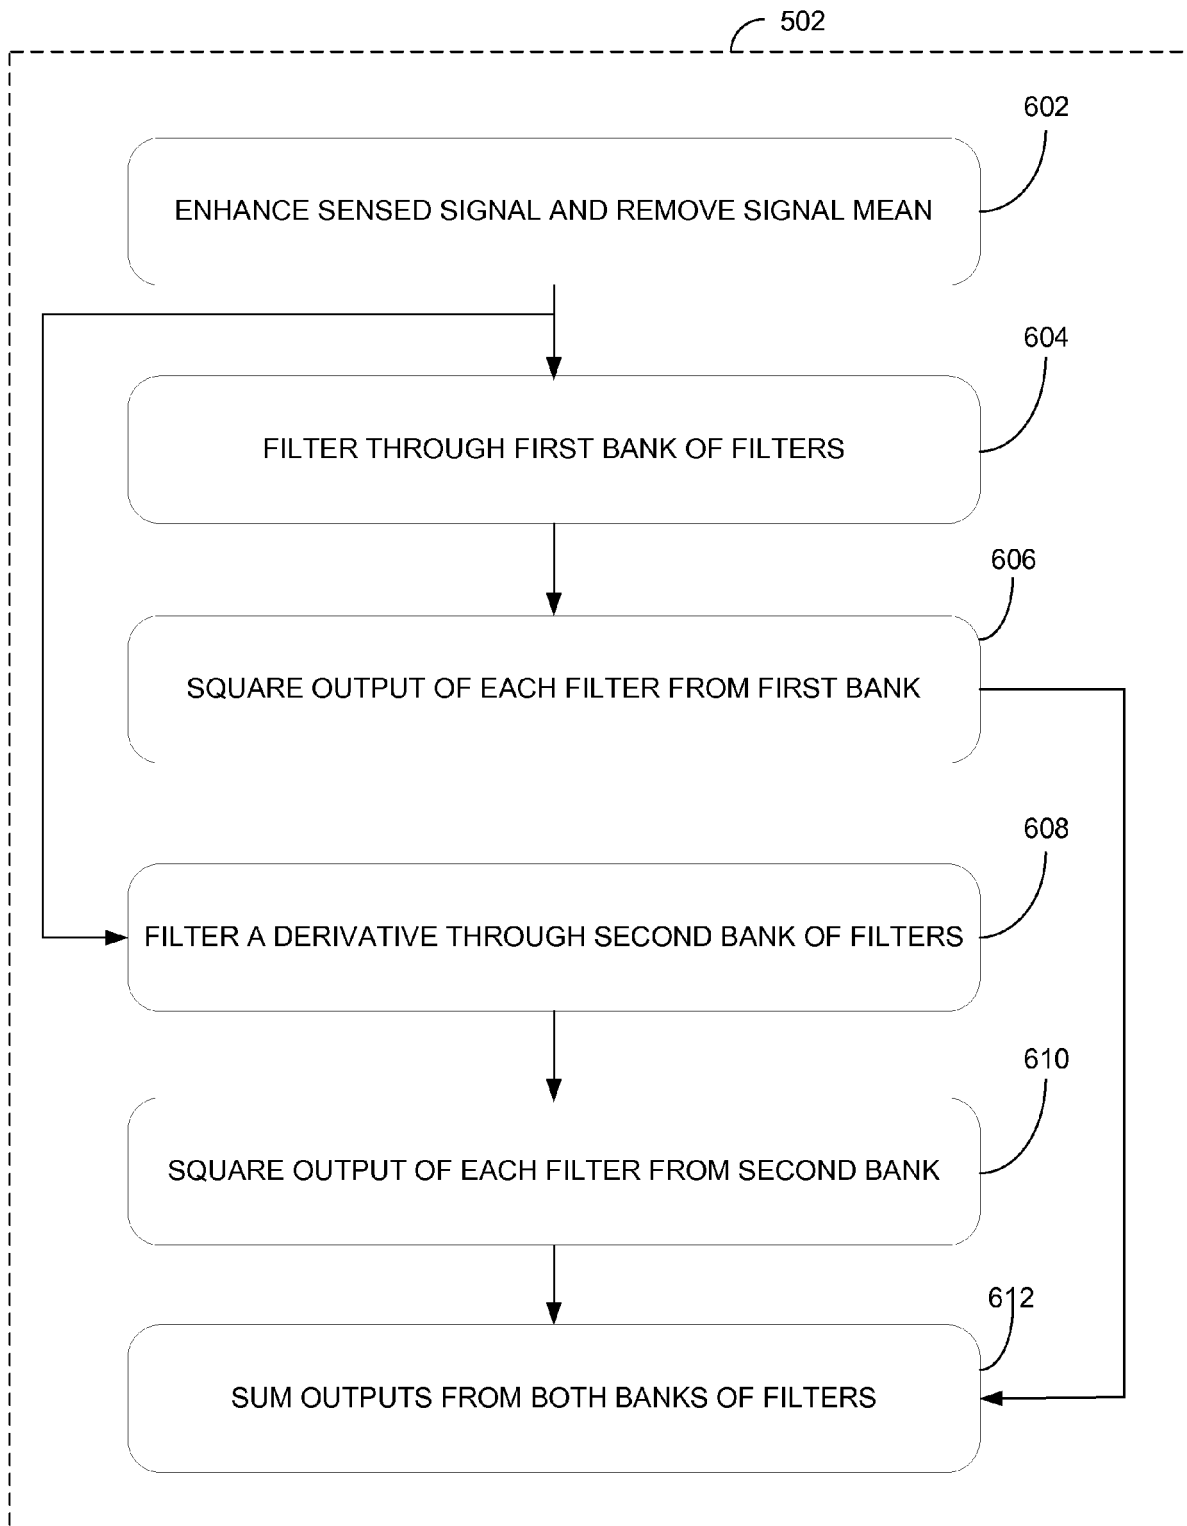 502
602
ENHANCE SENSED SIGNAL AND REMOVE SIGNAL MEAN
604
FILTER THROUGH FIRST BANK OF FILTERS
606
SQUARE OUTPUT OF EACH FILTER FROM FIRST BANK
608
FILTER A DERIVATIVE THROUGH SECOND BANK OF FILTERS
610
SQUARE OUTPUT OF EACH FILTER FROM SECOND BANK
612
SUM OUTPUTS FROM BOTH BANKS OF FILTERS